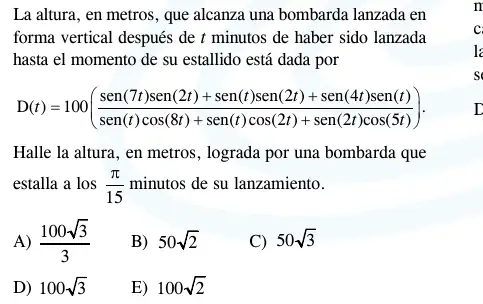 La altura, en metros, que alcanza una bombarda lanzada en
forma vertical después de t minutos de haber sido lanzada
hasta el momento de su estallido está dada por
D(t) = 100( (sen(7t)sen(2t) + sen(t)sen(2t) + sen(4t)sen(t)) / (sen(t)cos(8t) + sen(t)cos(2t) + sen(2t)cos(5t)) ).
Halle la altura, en metros, lograda por una bombarda que
estalla a los π/15 minutos de su lanzamiento.
A) 100√3/3 B) 50√2 C) 50√3
D) 100√3 E) 100√2